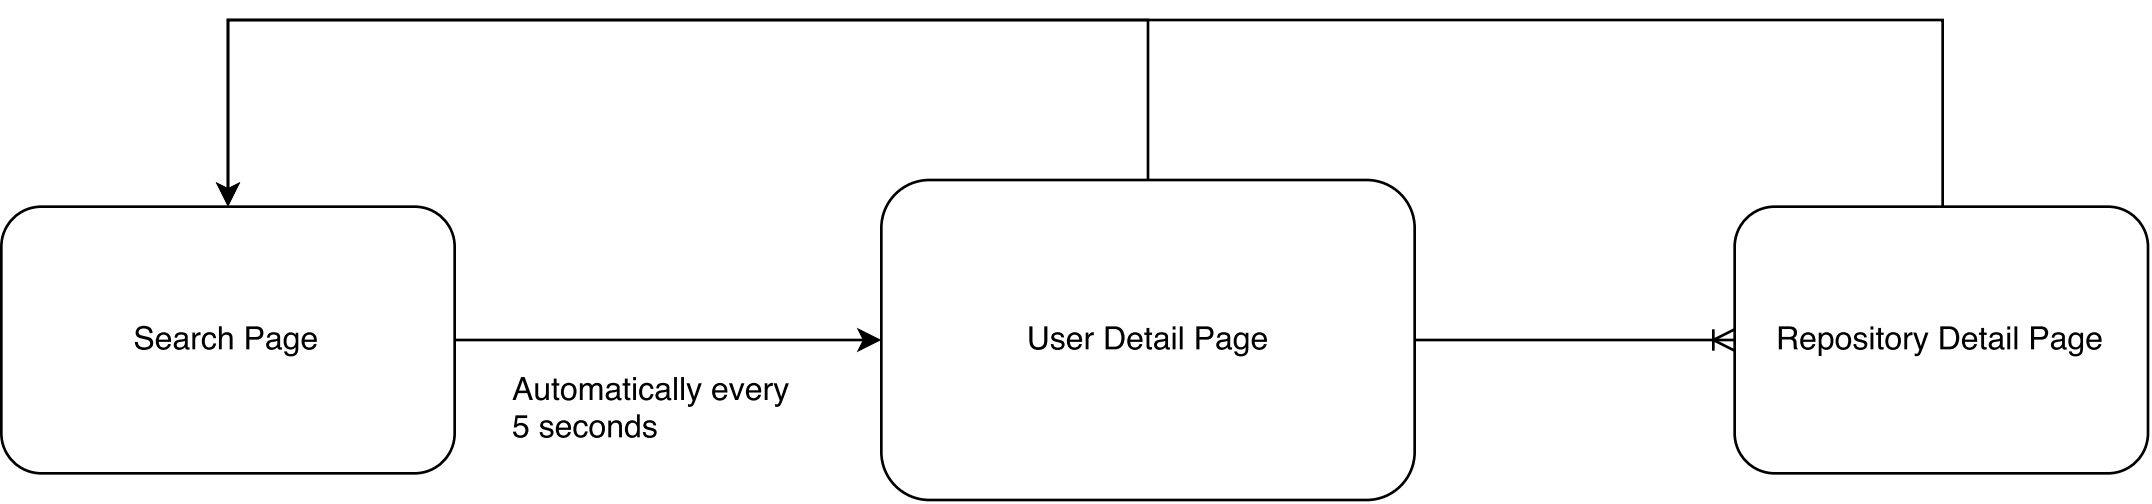 Search Page
User Detail Page
Repository Detail Page
Automatically every
5 seconds